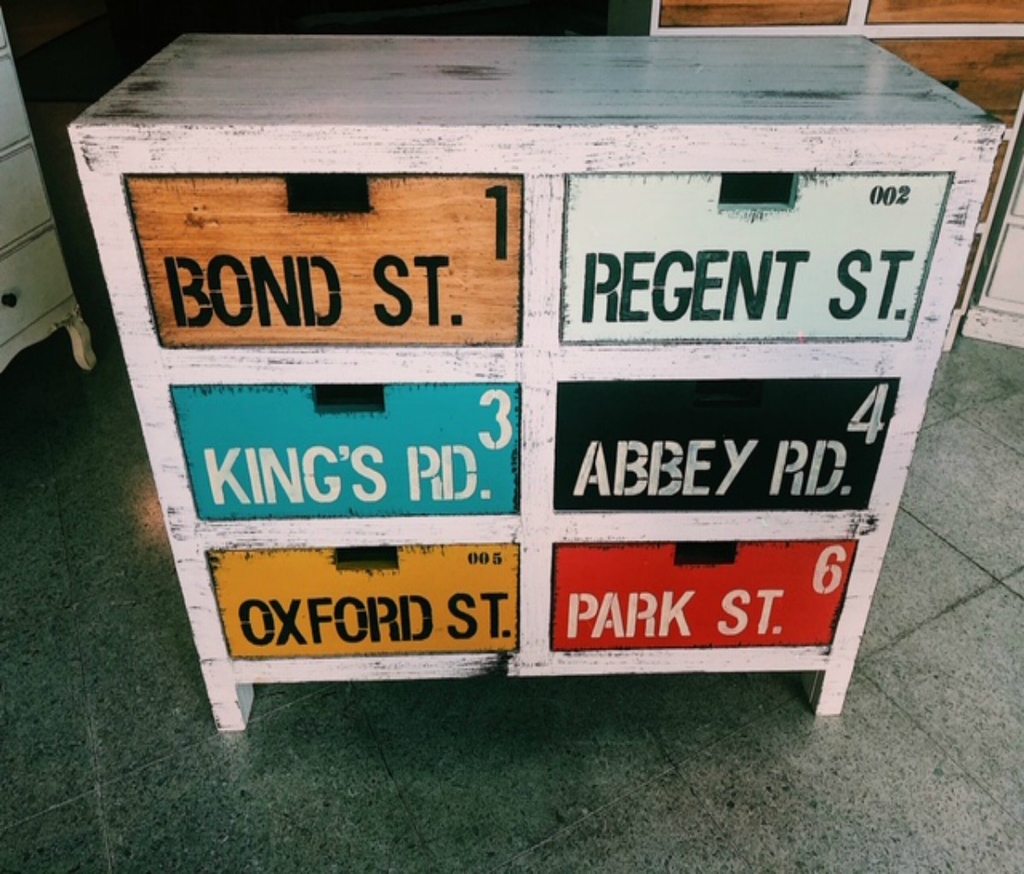 1
BOND ST.
002
REGENT ST.
3
KING'S RD.
4
ABBEY RD.
005
OXFORD ST.
6
PARK ST.